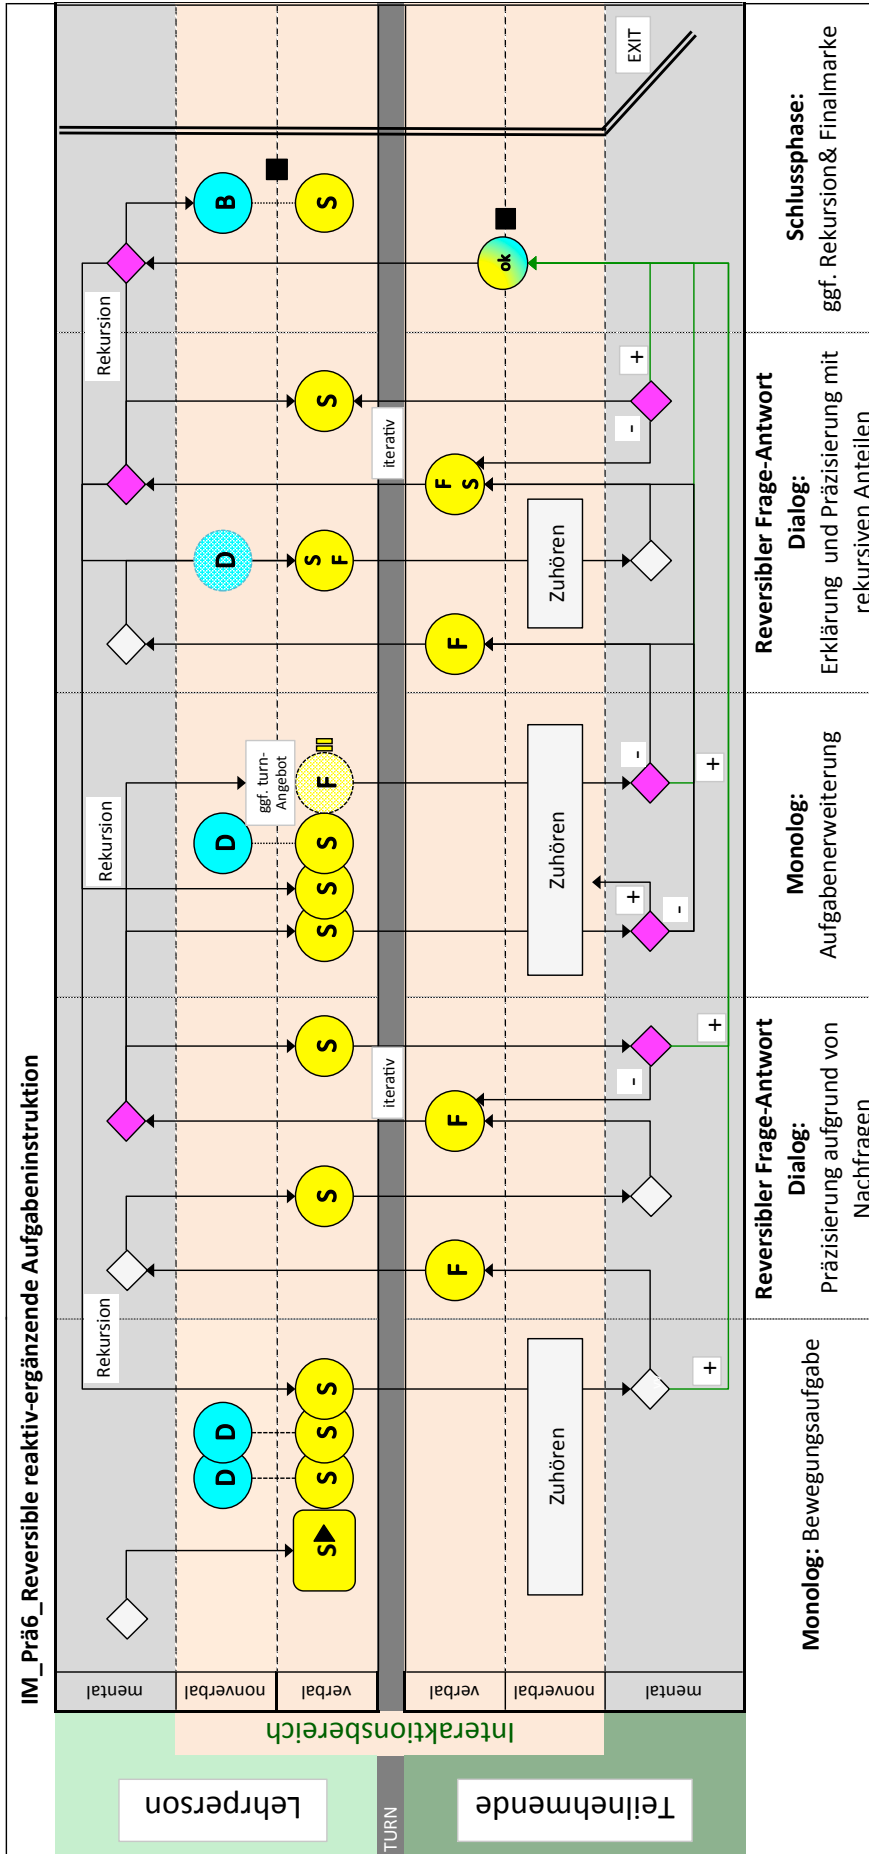 IM_Prä6_Reversible reaktiv-ergänzende Aufgabeninstruktion
Lehrperson
TURN
Teilnehmende
Interaktionsbereich
mental
nonverbal
verbal
verbal
nonverbal
mental
S
S
S
S
D
D
Zuhören
+
Rekursion
F
S
F
S
iterativ
-
+
S
S
S
D
F
ggf. turn-
Angebot
Rekursion
Zuhören
+
-
-
+
F
D
S
F
Zuhören
F
S
iterativ
S
-
+
Rekursion
ok
B
S
EXIT
Monolog: Bewegungsaufgabe
Reversibler Frage-Antwort
Dialog:
Präzisierung aufgrund von
Nachfragen
Monolog:
Aufgabenerweiterung
Reversibler Frage-Antwort
Dialog:
Erklärung und Präzisierung mit
rekursiven Anteilen
Schlussphase:
ggf. Rekursion& Finalmarke